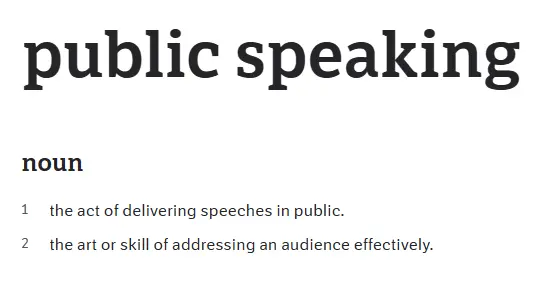 public speaking
noun
1 the act of delivering speeches in public.
2 the art or skill of addressing an audience effectively.